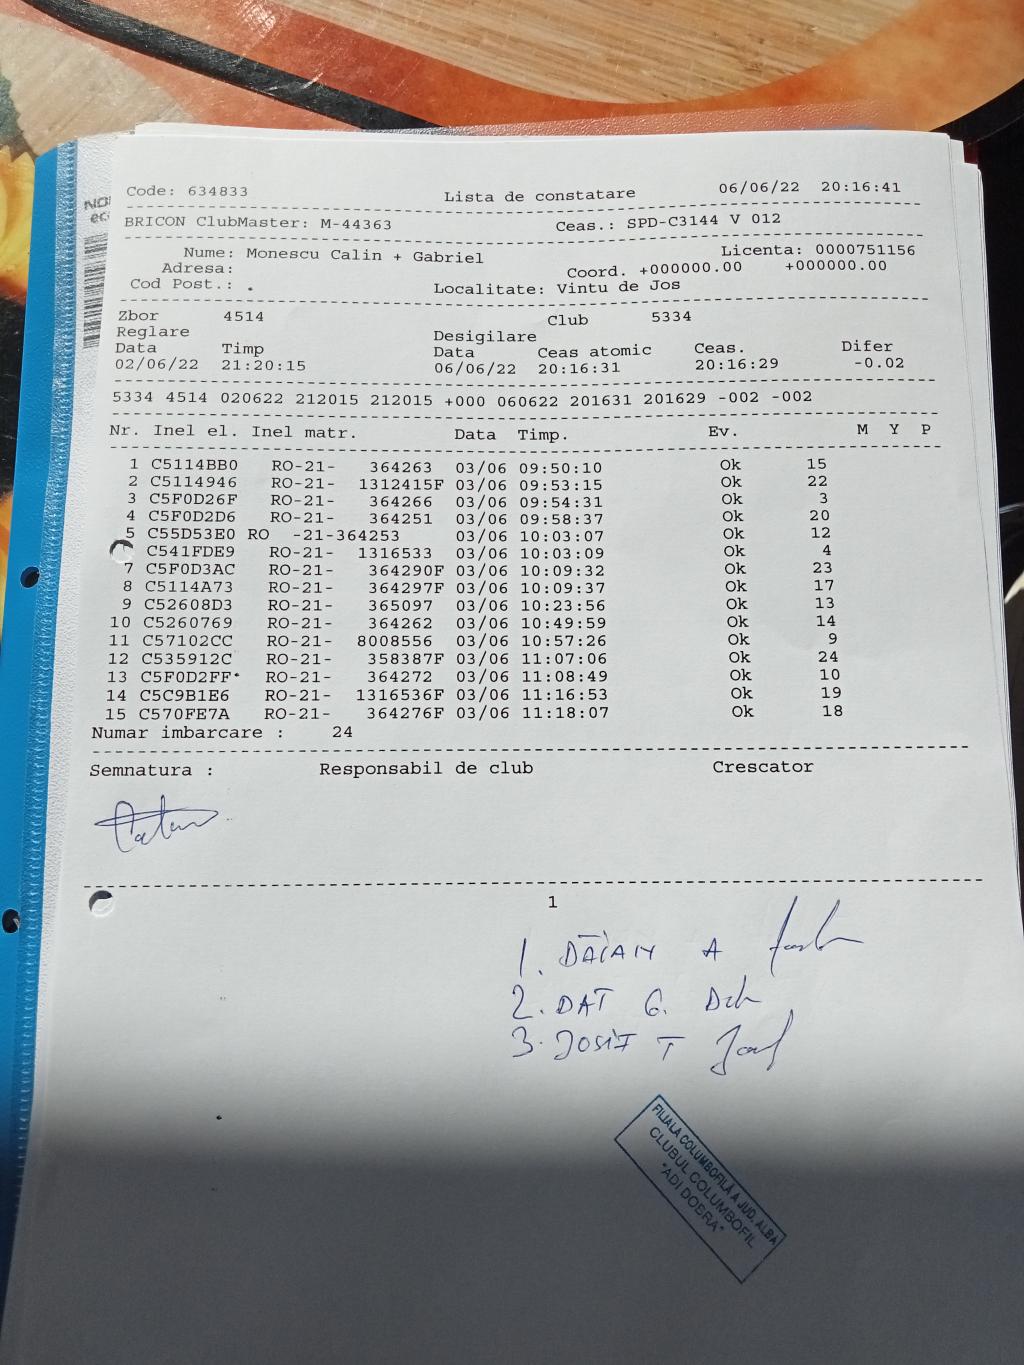 NO
ec
Code: 634833 Lista de constatare 06/06/22 20:16:41
BRICON ClubMaster: M-44363 Ceas.: SPD-C3144 V 012
Nume: Monescu Calin + Gabriel Licenta: 0000751156
Adresa: Coord. +000000.00 +000000.00
Cod Post.: . Localitate: Vintu de Jos
Zbor 4514 Club 5334
Reglare Desigilare
Data Timp Data Ceas atomic Ceas. Difer
02/06/22 21:20:15 06/06/22 20:16:31 20:16:29 -0.02
5334 4514 020622 212015 212015 +000 060622 201631 201629 -002 -002
Nr. Inel el. Inel matr. Data Timp. Ev. M Y P
1 C5114BB0 RO-21- 364263 03/06 09:50:10 Ok 15
2 C5114946 RO-21- 1312415F 03/06 09:53:15 Ok 22
3 C5F0D26F RO-21- 364266 03/06 09:54:31 Ok 3
4 C5F0D2D6 RO-21- 364251 03/06 09:58:37 Ok 20
5 C55D53E0 RO -21-364253 03/06 10:03:07 Ok 12
C541FDE9 RO-21- 1316533 03/06 10:03:09 Ok 4
7 C5F0D3AC RO-21- 364290F 03/06 10:09:32 Ok 23
8 C5114A73 RO-21- 364297F 03/06 10:09:37 Ok 17
9 C52608D3 RO-21- 365097 03/06 10:23:56 Ok 13
10 C5260769 RO-21- 364262 03/06 10:49:59 Ok 14
11 C57102CC RO-21- 8008556 03/06 10:57:26 Ok 9
12 C535912C RO-21- 358387F 03/06 11:07:06 Ok 24
13 C5F0D2FF RO-21- 364272 03/06 11:08:49 Ok 10
14 C5C9B1E6 RO-21- 1316536F 03/06 11:16:53 Ok 19
15 C570FE7A RO-21- 364276F 03/06 11:18:07 Ok 18
Numar imbarcare : 24
Semnatura : Responsabil de club Crescator
1
1. DĂIAN A
2. DAT G.
3. IOSIF T
FILIALA COLUMBOFILĂ A JUD. ALBA
CLUBUL COLUMBOFIL
"ADI DOBRA"